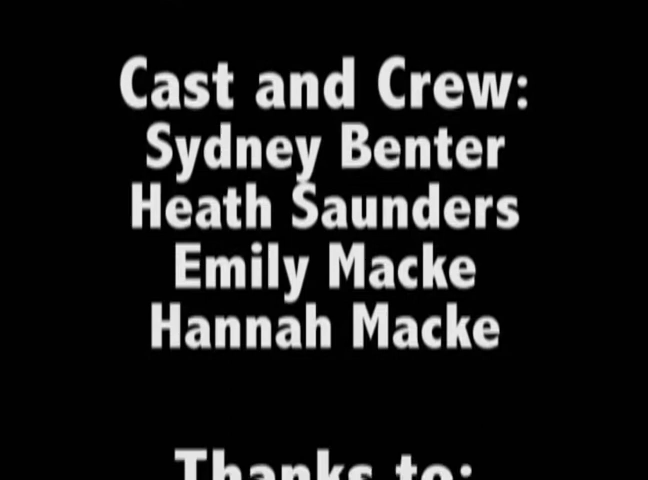 Cast and Crew:
Sydney Benter
Heath Saunders
Emily Macke
Hannah Macke
Thanks to: